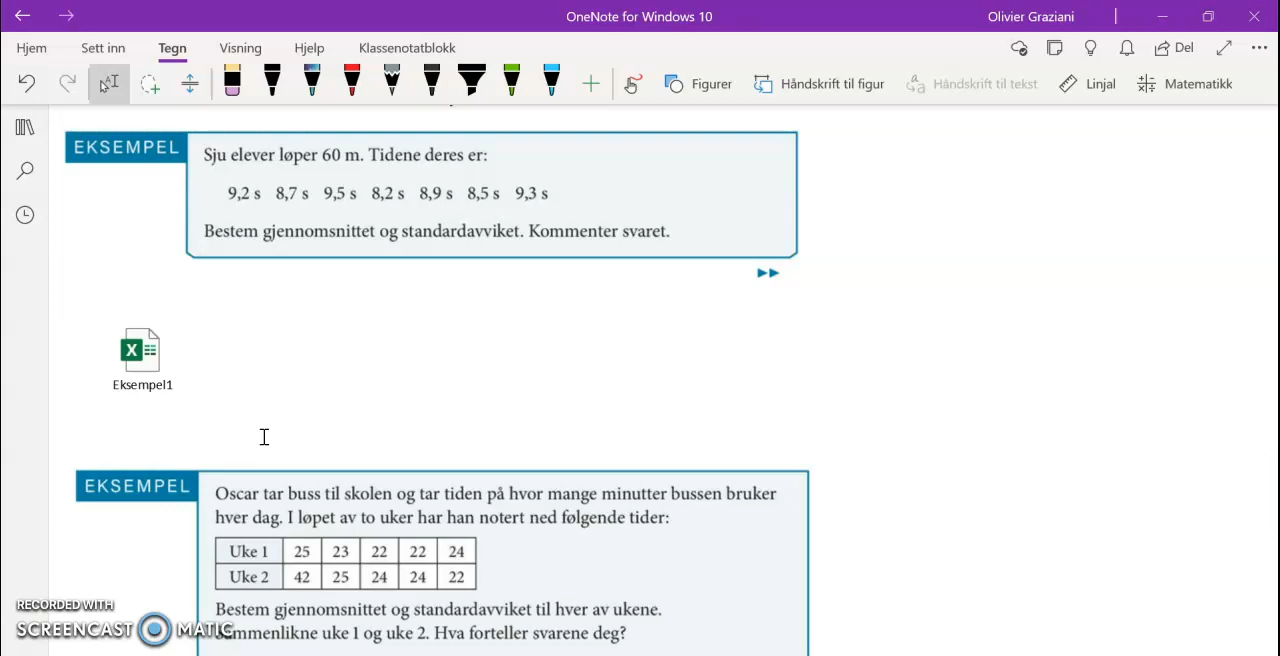 OneNote for Windows 10
Olivier Graziani
Hjem Sett inn Tegn Visning Hjelp Klassenotatblokk
Del
Figurer Håndskrift til figur Håndskrift til tekst Linjal Matematikk
EKSEMPEL
Sju elever løper 60 m. Tidene deres er:
9,2 s 8,7 s 9,5 s 8,2 s 8,9 s 8,5 s 9,3 s
Bestem gjennomsnittet og standardavviket. Kommenter svaret.
Eksempel1
EKSEMPEL
Oscar tar buss til skolen og tar tiden på hvor mange minutter bussen bruker
hver dag. I løpet av to uker har han notert ned følgende tider:
Uke 1 25 23 22 22 24
Uke 2 42 25 24 24 22
Bestem gjennomsnittet og standardavviket til hver av ukene.
Sammenlikne uke 1 og uke 2. Hva forteller svarene deg?
RECORDED WITH
SCREENCAST MATIC